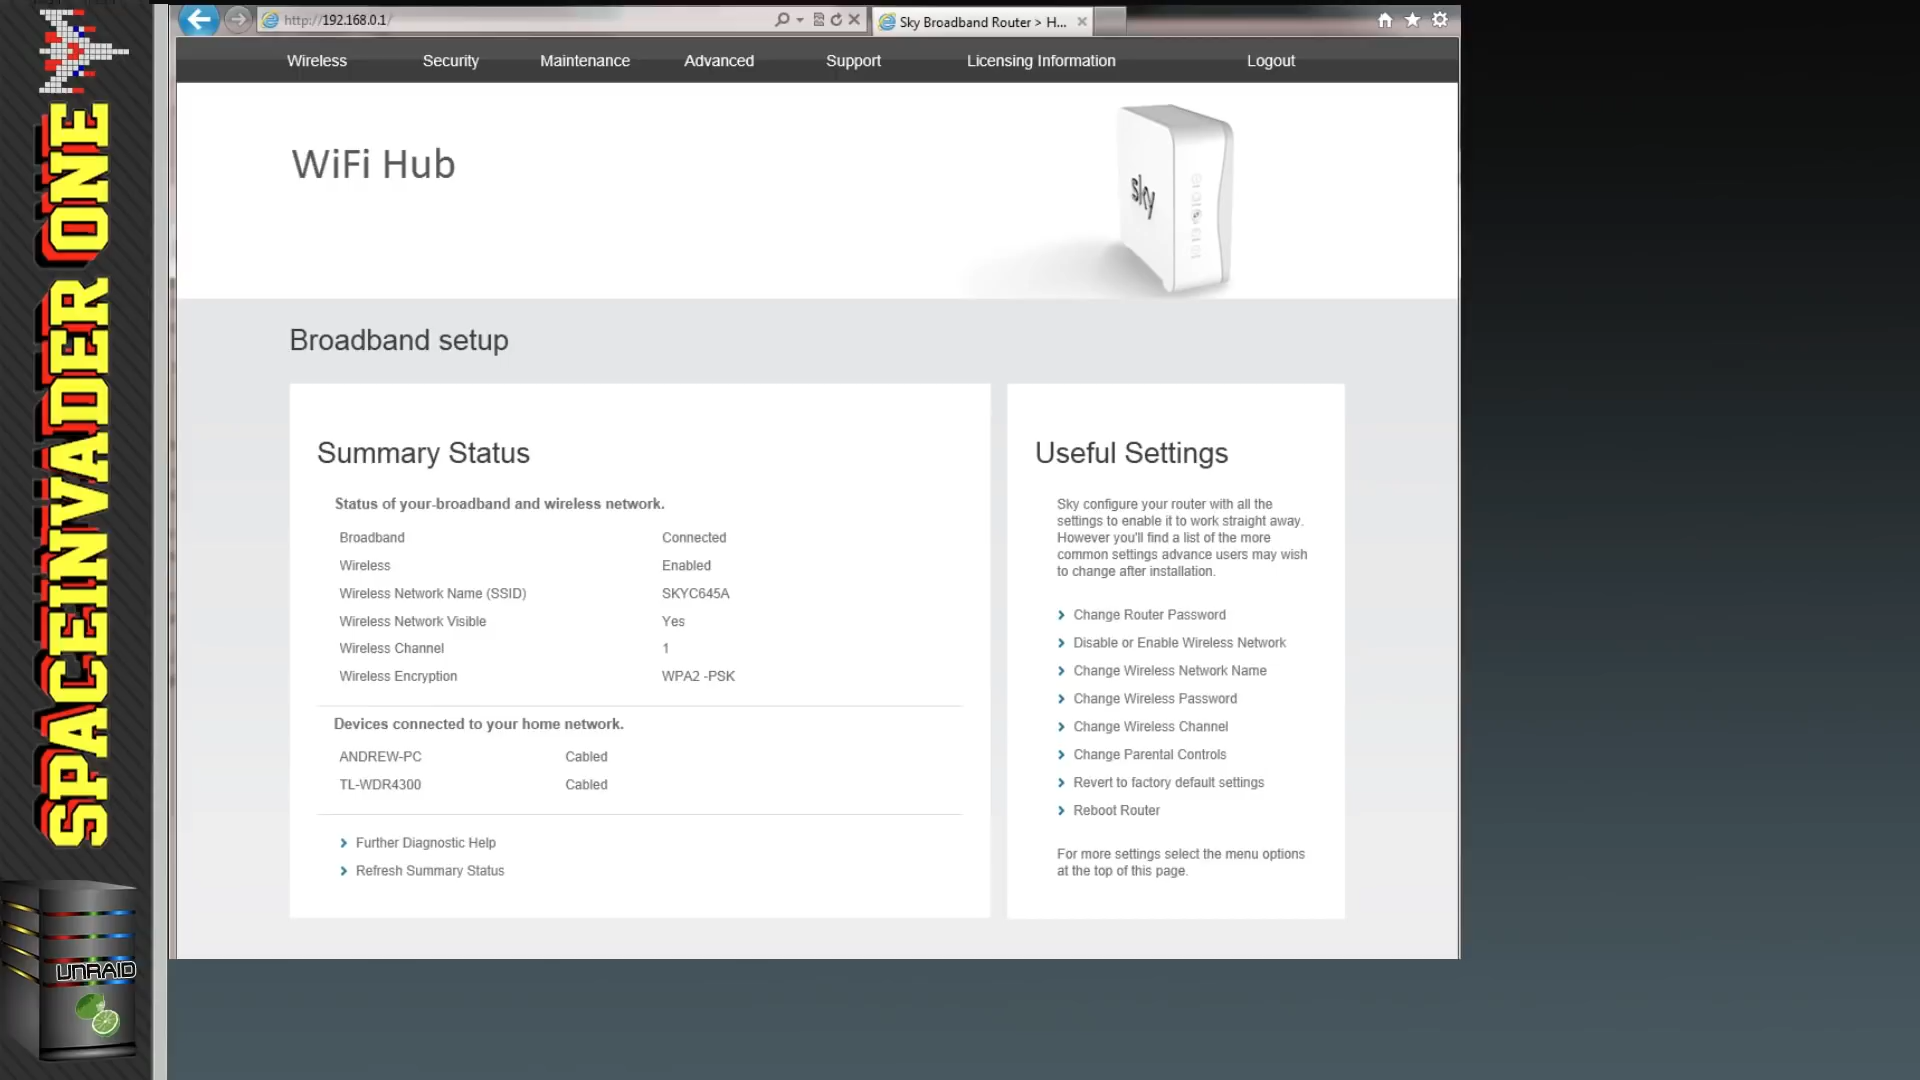 http://192.168.0.1/
Sky Broadband Router > H...
Wireless
Security
Maintenance
Advanced
Support
Licensing Information
Logout
WiFi Hub
sky
Broadband setup
Summary Status
Status of your-broadband and wireless network.
Broadband Connected
Wireless Enabled
Wireless Network Name (SSID) SKYC645A
Wireless Network Visible Yes
Wireless Channel 1
Wireless Encryption WPA2 -PSK
Devices connected to your home network.
ANDREW-PC Cabled
TL-WDR4300 Cabled
Further Diagnostic Help
Refresh Summary Status
Useful Settings
Sky configure your router with all the
settings to enable it to work straight away.
However you'll find a list of the more
common settings advance users may wish
to change after installation.
Change Router Password
Disable or Enable Wireless Network
Change Wireless Network Name
Change Wireless Password
Change Wireless Channel
Change Parental Controls
Revert to factory default settings
Reboot Router
For more settings select the menu options
at the top of this page.
SPACEINVADER ONE
UNRAID